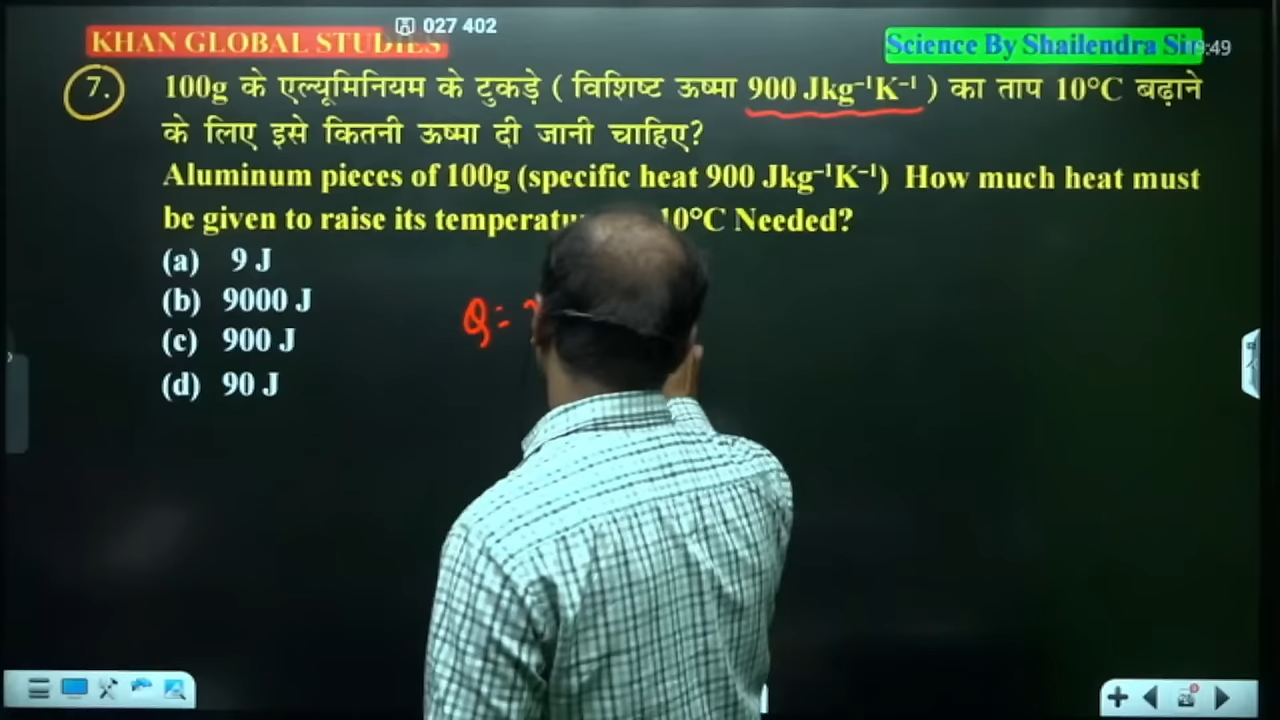 027 402
KHAN GLOBAL STUDIES
Science By Shailendra Sir
9:49
7. 100g के एल्यूमिनियम के टुकड़े ( विशिष्ट ऊष्मा 900 Jkg⁻¹K⁻¹ ) का ताप 10°C बढ़ाने
के लिए इसे कितनी ऊष्मा दी जानी चाहिए?
Aluminum pieces of 100g (specific heat 900 Jkg⁻¹K⁻¹) How much heat must
be given to raise its 10°C Needed?
(a) 9 J
(b) 9000 J
(c) 900 J
(d) 90 J
Q =